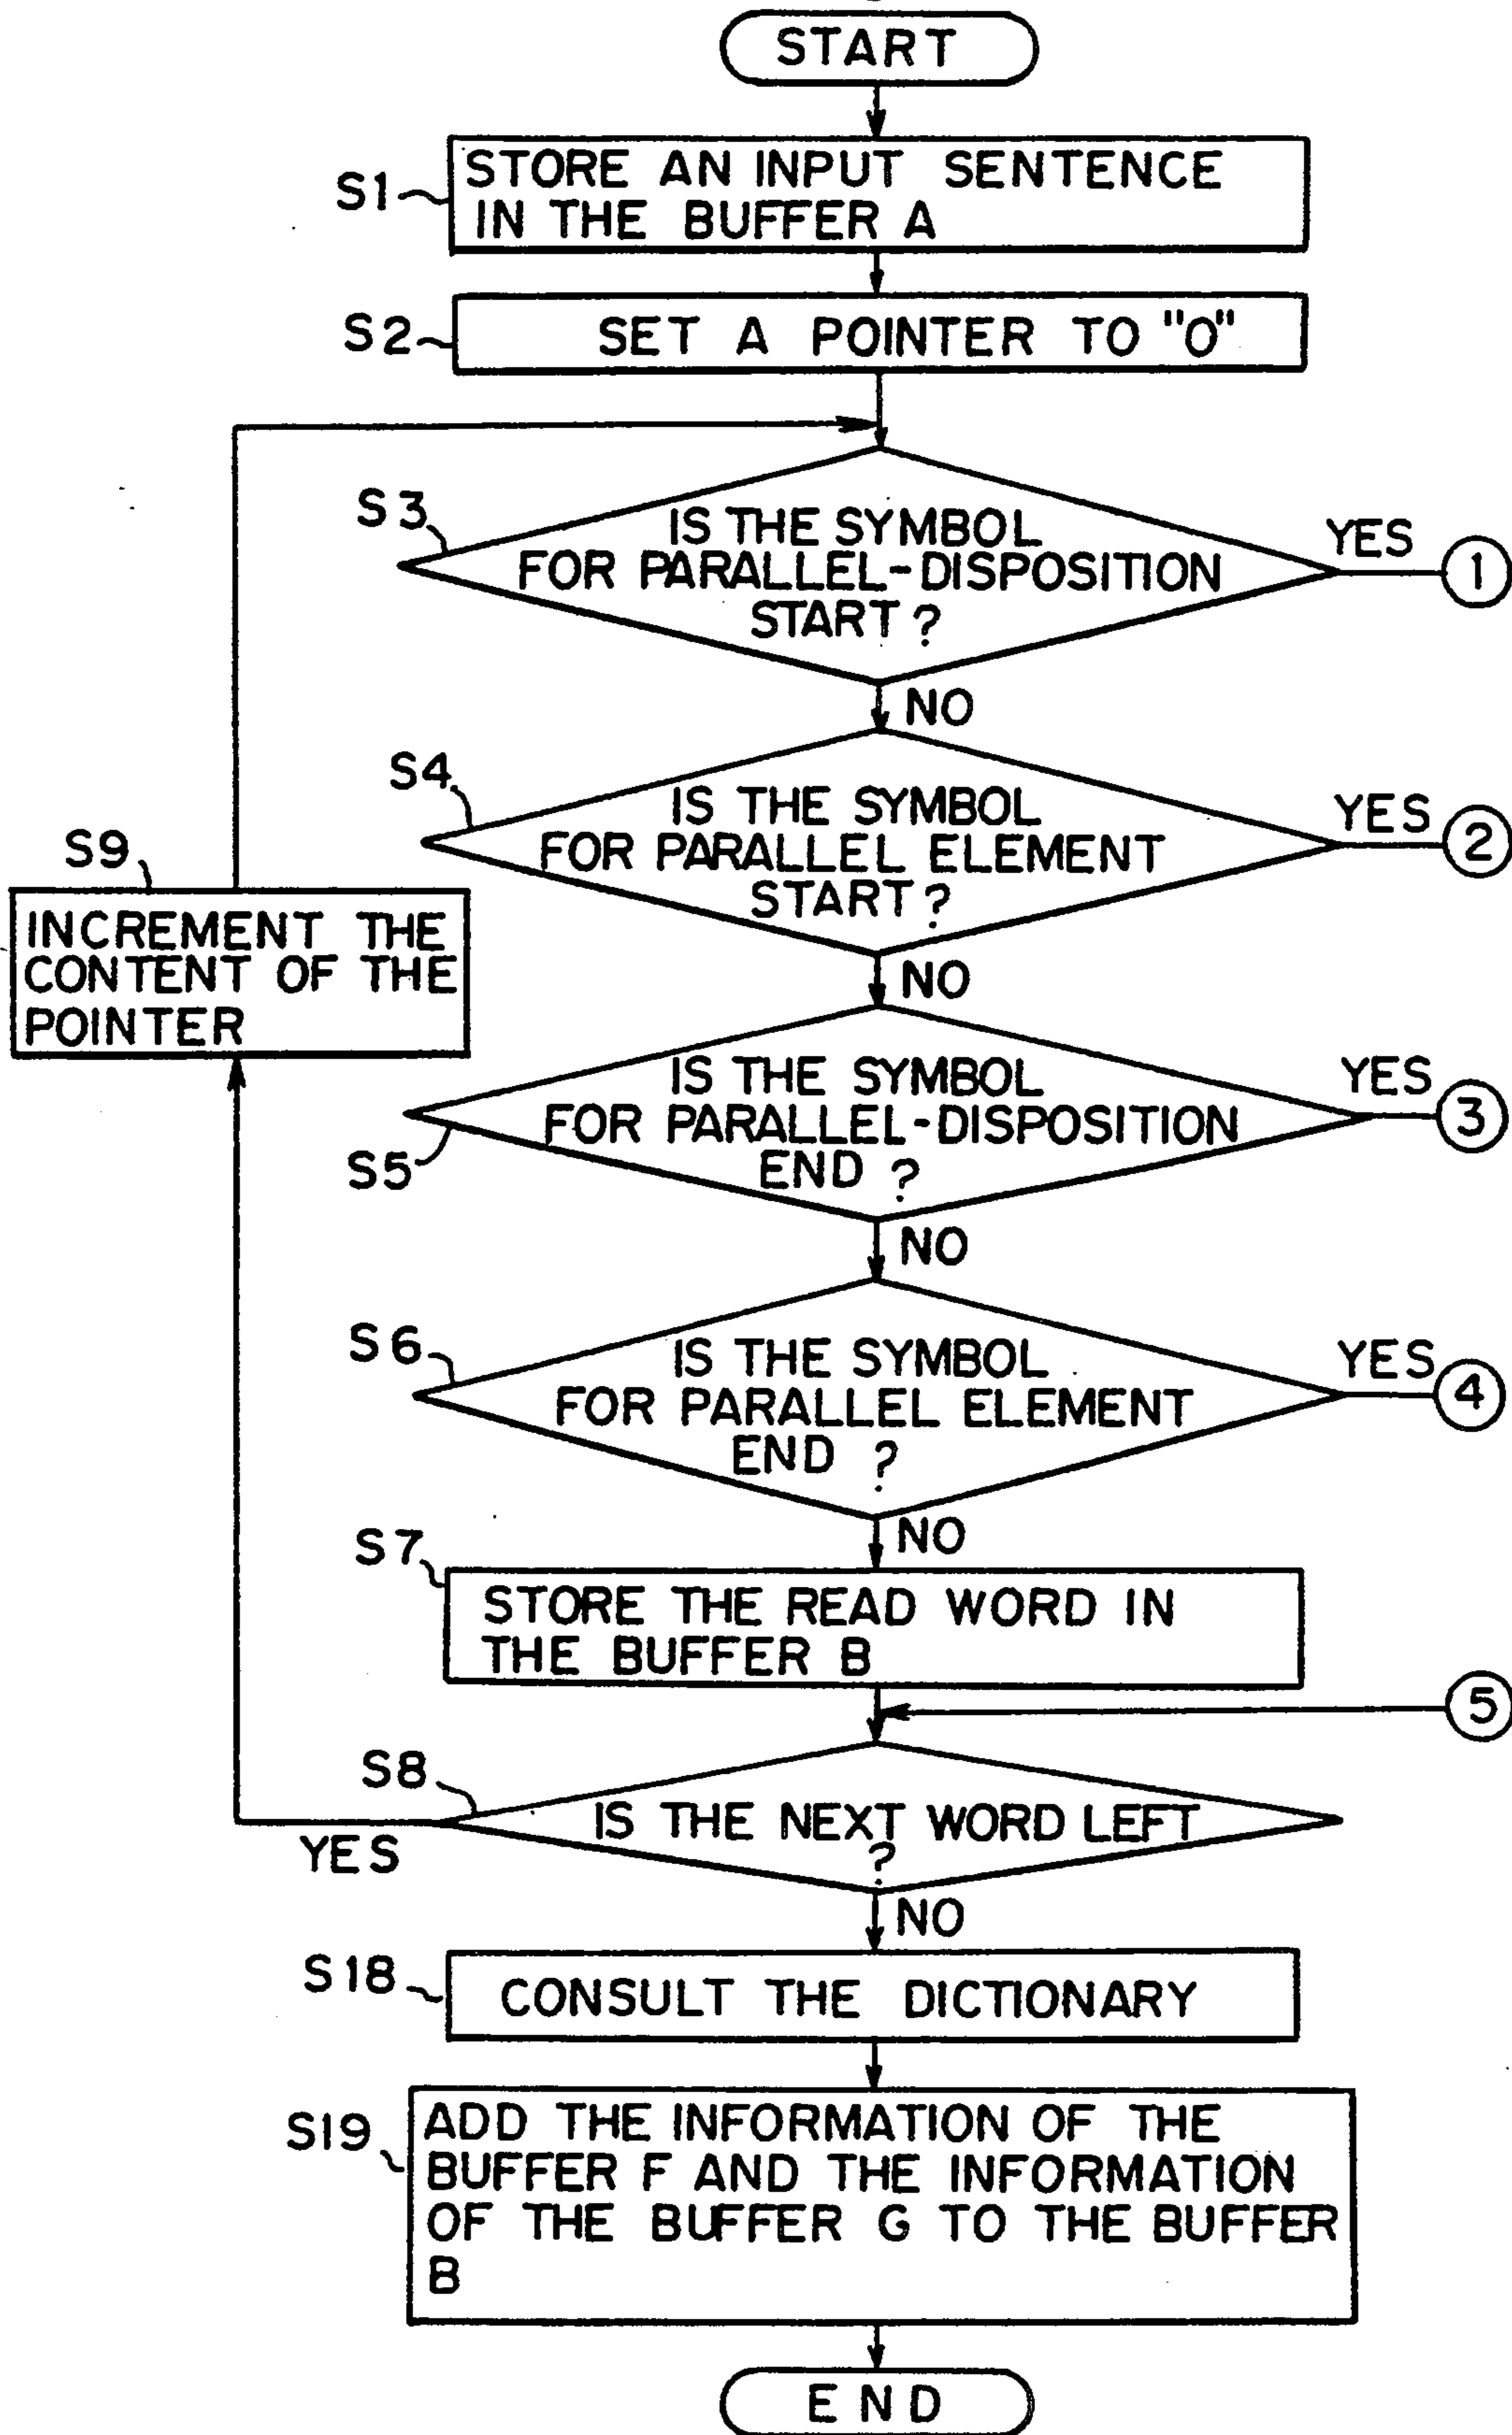 START
S1
STORE AN INPUT SENTENCE
IN THE BUFFER A
S2
SET A POINTER TO "O"
S3
IS THE SYMBOL
FOR PARALLEL-DISPOSITION
START?
YES
1
NO
S4
IS THE SYMBOL
FOR PARALLEL ELEMENT
START?
YES
2
NO
S9
INCREMENT THE
CONTENT OF THE
POINTER
S5
IS THE SYMBOL
FOR PARALLEL-DISPOSITION
END ?
YES
3
NO
S6
IS THE SYMBOL
FOR PARALLEL ELEMENT
END ?
YES
4
NO
S7
STORE THE READ WORD IN
THE BUFFER B
5
S8
IS THE NEXT WORD LEFT
?
YES
NO
S18
CONSULT THE DICTIONARY
S19
ADD THE INFORMATION OF THE
BUFFER F AND THE INFORMATION
OF THE BUFFER G TO THE BUFFER
B
END